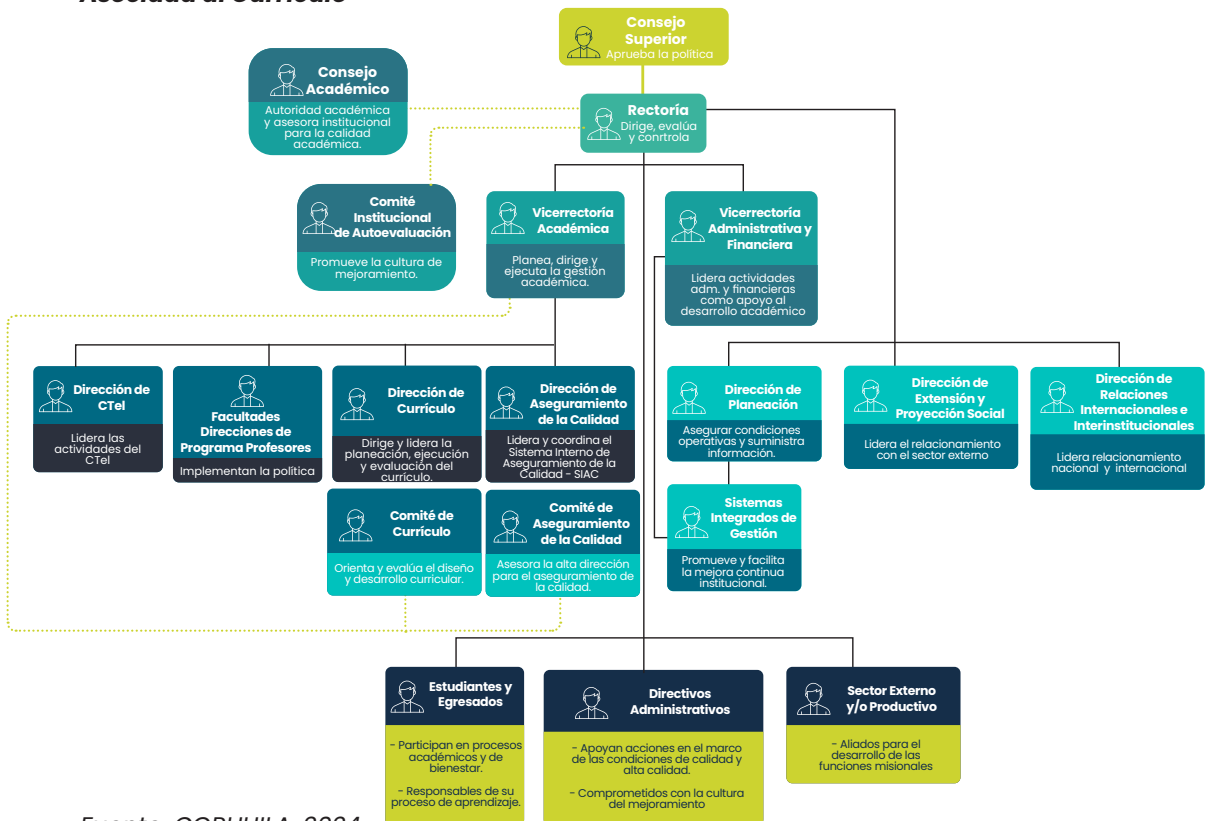 Asociada al Currículo
Consejo
Superior
Aprueba la política
Consejo
Académico
Autoridad académica
y asesora institucional
para la calidad
académica.
Rectoría
Dirige, evalúa
y conrtrola
Comité
Institucional
de Autoevaluación
Promueve la cultura de
mejoramiento.
Vicerrectoría
Académica
Planea, dirige y
ejecuta la gestión
académica.
Vicerrectoría
Administrativa y
Financiera
Lidera actividades
adm. y financieras
como apoyo al
desarrollo académico
Dirección de
CTeI
Lidera las
actividades del
CTeI
Facultades
Direcciones de
Programa Profesores
Implementan la política
Dirección de
Currículo
Dirige y lidera la
planeación, ejecución
y evaluación del
currículo.
Dirección de
Aseguramiento
de la Calidad
Lidera y coordina el
Sistema Interno de
Aseguramiento de la
Calidad - SIAC
Dirección de
Planeación
Asegurar condiciones
operativas y suministra
información.
Dirección de
Extensión y
Proyección Social
Lidera el relacionamiento
con el sector externo
Dirección de
Relaciones
Internacionales e
Interinstitucionales
Lidera relacionamiento
nacional y internacional
Comité de
Currículo
Orienta y evalúa el diseño
y desarrollo curricular.
Comité de
Aseguramiento
de la Calidad
Asesora la alta dirección
para el aseguramiento de
la calidad.
Sistemas
Integrados de
Gestión
Promueve y facilita
la mejora continua
institucional.
Estudiantes y
Egresados
- Participan en procesos
académicos y de
bienestar.
- Responsables de su
proceso de aprendizaje.
Directivos
Administrativos
- Apoyan acciones en el marco
de las condiciones de calidad y
alta calidad.
- Comprometidos con la cultura
del mejoramiento
Sector Externo
y/o Productivo
- Aliados para el
desarrollo de las
funciones misionales
Fuente: CORHUILA, 2024